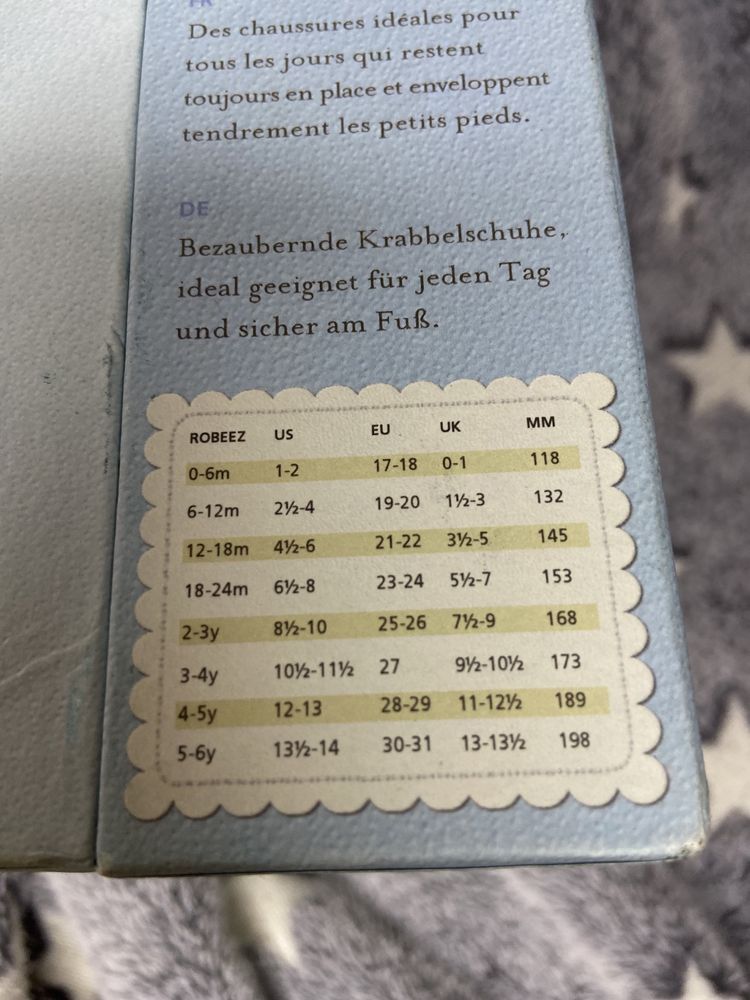 FR
Des chaussures idéales pour
tous les jours qui restent
toujours en place et enveloppent
tendrement les petits pieds.
DE
Bezaubernde Krabbelschuhe,
ideal geeignet für jeden Tag
und sicher am Fuß.
ROBEEZ US EU UK MM
0-6m 1-2 17-18 0-1 118
6-12m 2½-4 19-20 1½-3 132
12-18m 4½-6 21-22 3½-5 145
18-24m 6½-8 23-24 5½-7 153
2-3y 8½-10 25-26 7½-9 168
3-4y 10½-11½ 27 9½-10½ 173
4-5y 12-13 28-29 11-12½ 189
5-6y 13½-14 30-31 13-13½ 198